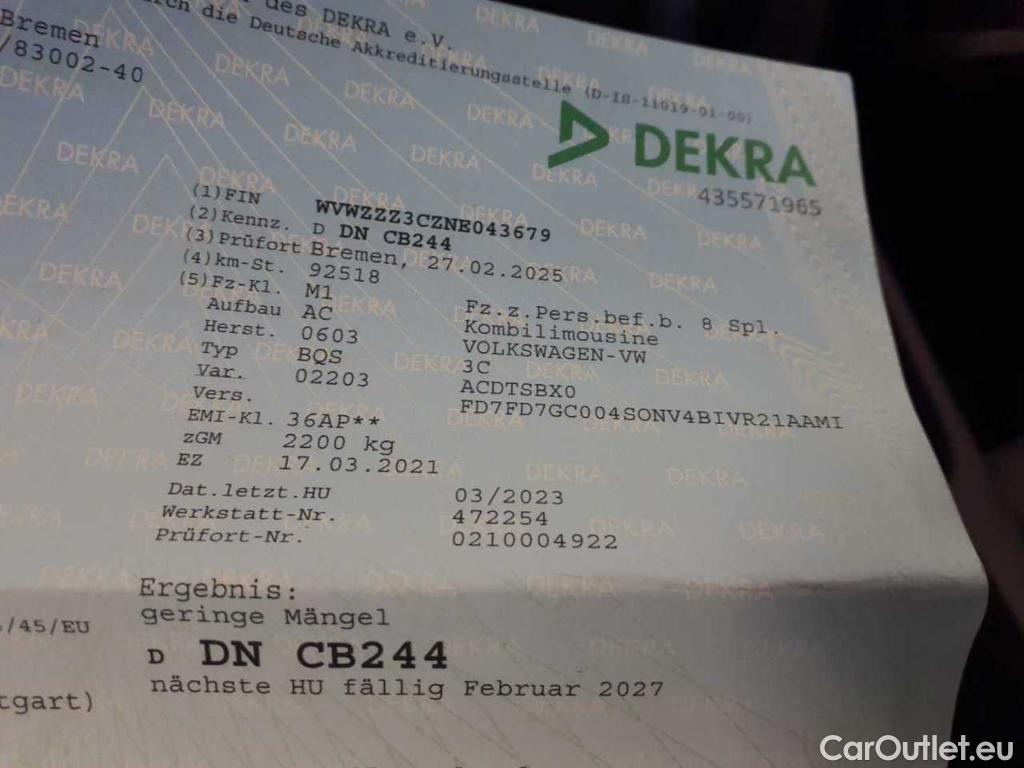 des DEKRA e.V.
die Deutsche Akkreditierungsstelle (D-IS-11019-01-00)
Bremen
/83002-40
DEKRA
435571965
(1)FIN WVWZZZ3CZNE043679
(2)Kennz. D DN CB244
(3)Prüfort Bremen, 27.02.2025
(4)km-St. 92518
(5)Fz-Kl. M1 Fz.z.Pers.bef.b. 8 Spl.
Aufbau AC Kombilimousine
Herst. 0603 VOLKSWAGEN-VW
Typ BQS 3C
Var. 02203 ACDTSBX0
Vers. FD7FD7GC004SONV4BIVR21AAMI
EMI-Kl. 36AP**
zGM 2200 kg
EZ 17.03.2021
Dat.letzt.HU 03/2023
Werkstatt-Nr. 472254
Prüfort-Nr. 0210004922
Ergebnis:
geringe Mängel
/45/EU
D DN CB244
nächste HU fällig Februar 2027
tgart)
CarOutlet.eu